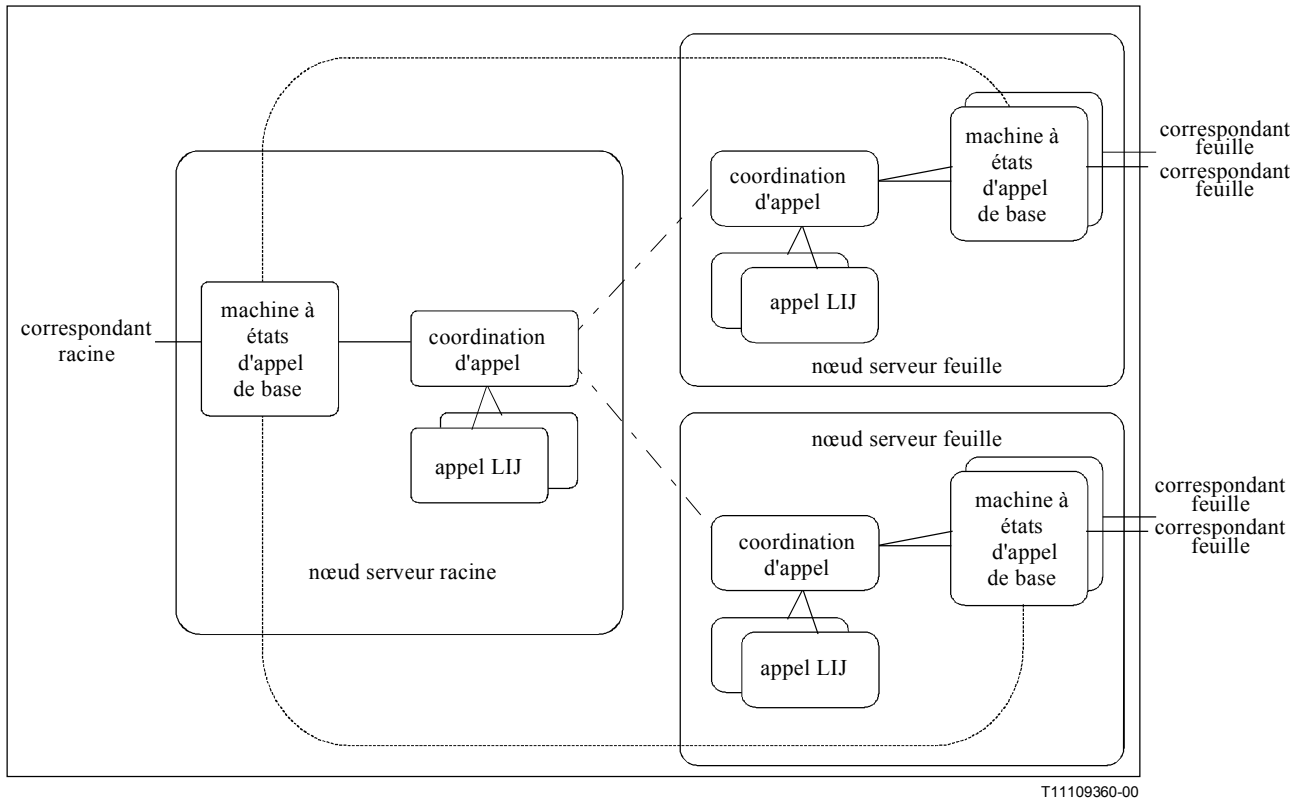 correspondant
racine
machine à
états
d'appel
de base
coordination
d'appel
appel LIJ
nœud serveur racine
coordination
d'appel
appel LIJ
machine à
états
d'appel
de base
nœud serveur feuille
correspondant
feuille
correspondant
feuille
nœud serveur feuille
coordination
d'appel
appel LIJ
machine à
états
d'appel
de base
correspondant
feuille
correspondant
feuille
T11109360-00